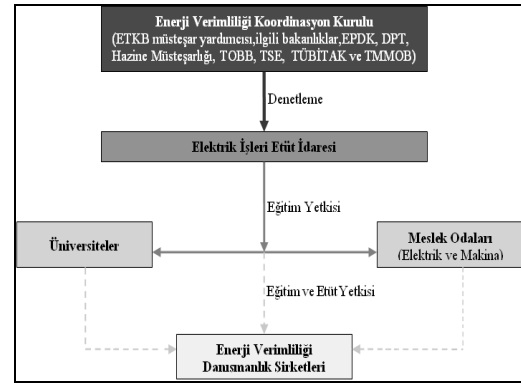 Enerji Verimliliği Koordinasyon Kurulu
(ETKB müsteşar yardımcısı,ilgili bakanlıklar,EPDK, DPT,
Hazine Müsteşarlığı, TOBB, TSE, TÜBİTAK ve TMMOB)
Denetleme
Elektrik İşleri Etüt İdaresi
Eğitim Yetkisi
Üniversiteler
Meslek Odaları
(Elektrik ve Makina)
Eğitim ve Etüt Yetkisi
Enerji Verimliliği
Danısmanlık Sirketleri